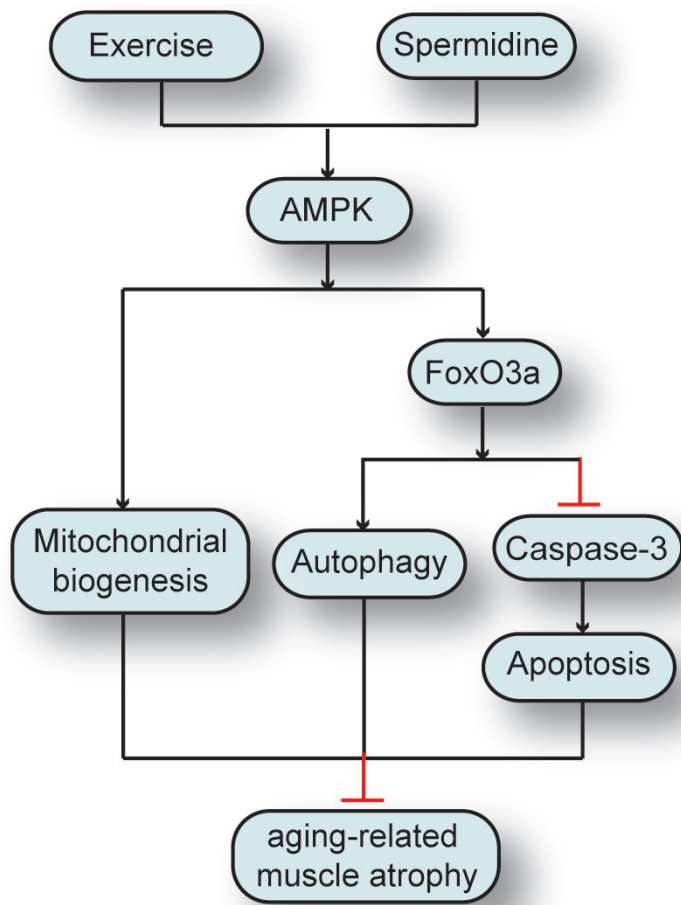 Exercise
Spermidine
AMPK
FoxO3a
Mitochondrial
biogenesis
Autophagy
Caspase-3
Apoptosis
aging-related
muscle atrophy